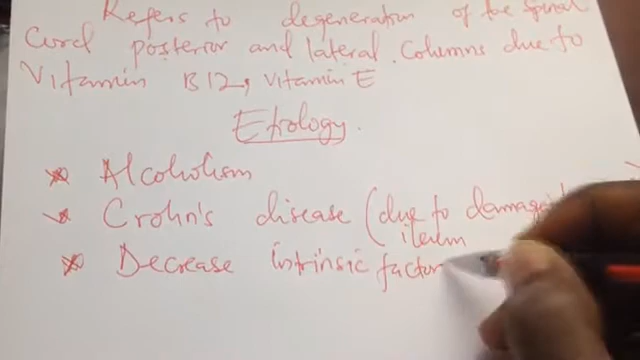 Refers to degeneration of the Spinal
Cord posterior and lateral Columns due to
Vitamin B12, Vitamin E
Etiology.
Alcoholism
Crohn's disease (due to damaged
ileum
Decrease intrinsic factor